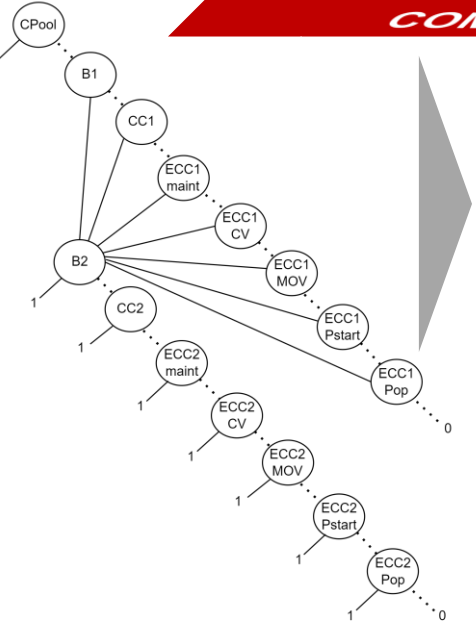 COM
CPool
B1
CC1
ECC1
maint
ECC1
CV
B2
ECC1
MOV
1
CC2
ECC1
Pstart
1
ECC2
maint
ECC1
Pop
1
ECC2
CV
0
1
ECC2
MOV
1
ECC2
Pstart
1
ECC2
Pop
1
0